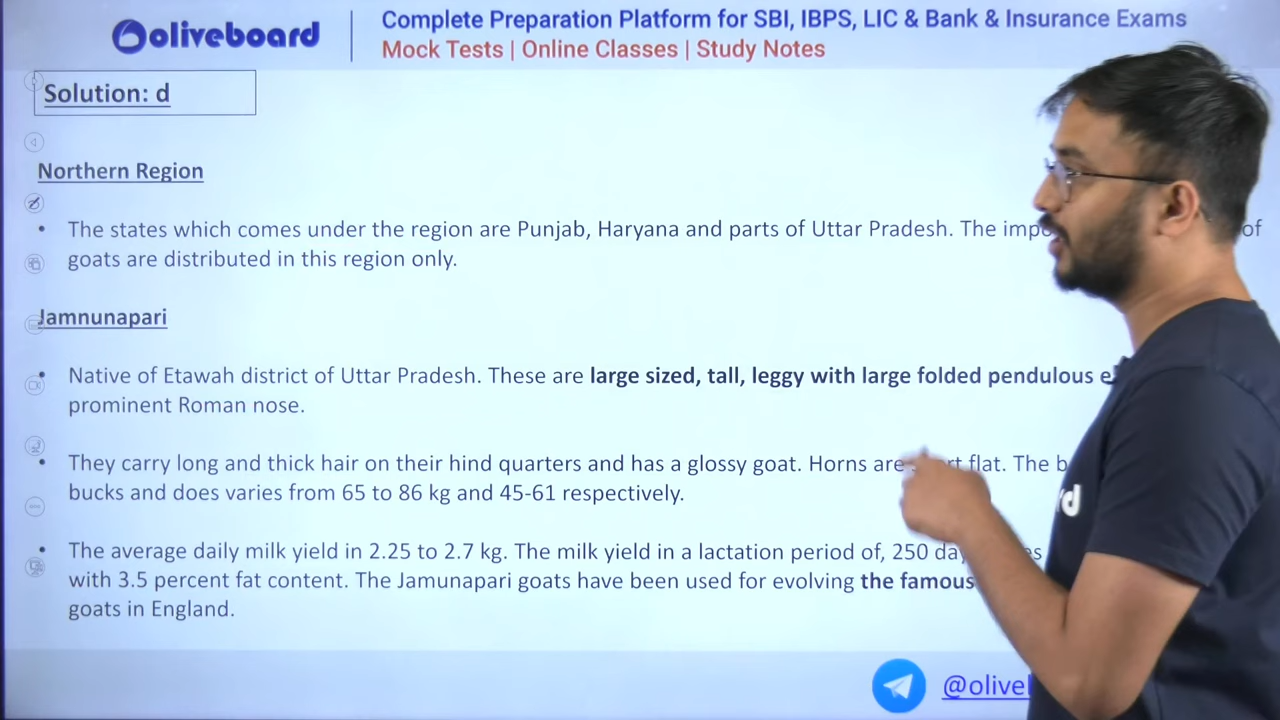 oliveboard
Complete Preparation Platform for SBI, IBPS, LIC & Bank & Insurance Exams
Mock Tests | Online Classes | Study Notes
Solution: d
Northern Region
• The states which comes under the region are Punjab, Haryana and parts of Uttar Pradesh. The of
goats are distributed in this region only.
Jamnunapari
• Native of Etawah district of Uttar Pradesh. These are large sized, tall, leggy with large folded pendulous
prominent Roman nose.
• They carry long and thick hair on their hind quarters and has a glossy goat. Horns are flat. The
bucks and does varies from 65 to 86 kg and 45-61 respectively.
• The average daily milk yield in 2.25 to 2.7 kg. The milk yield in a lactation period of, 250
with 3.5 percent fat content. The Jamunapari goats have been used for evolving the famous
goats in England.